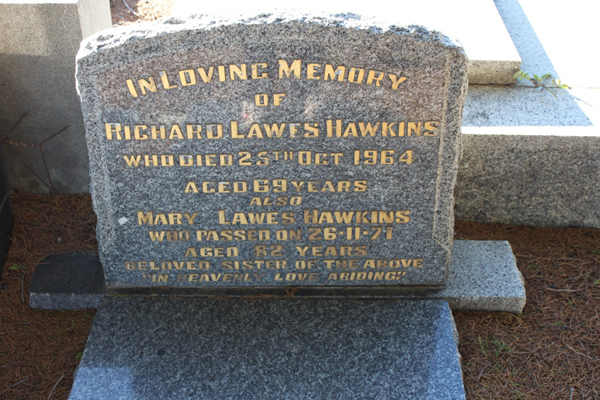 IN LOVING MEMORY
OF
RICHARD LAWES HAWKINS
WHO DIED 25TH OCT. 1964
AGED 69 YEARS
ALSO
MARY LAWES HAWKINS
WHO PASSED ON 26-11-71
AGED 82 YEARS
BELOVED SISTER OF THE ABOVE
"IN HEAVENLY LOVE ABIDING"